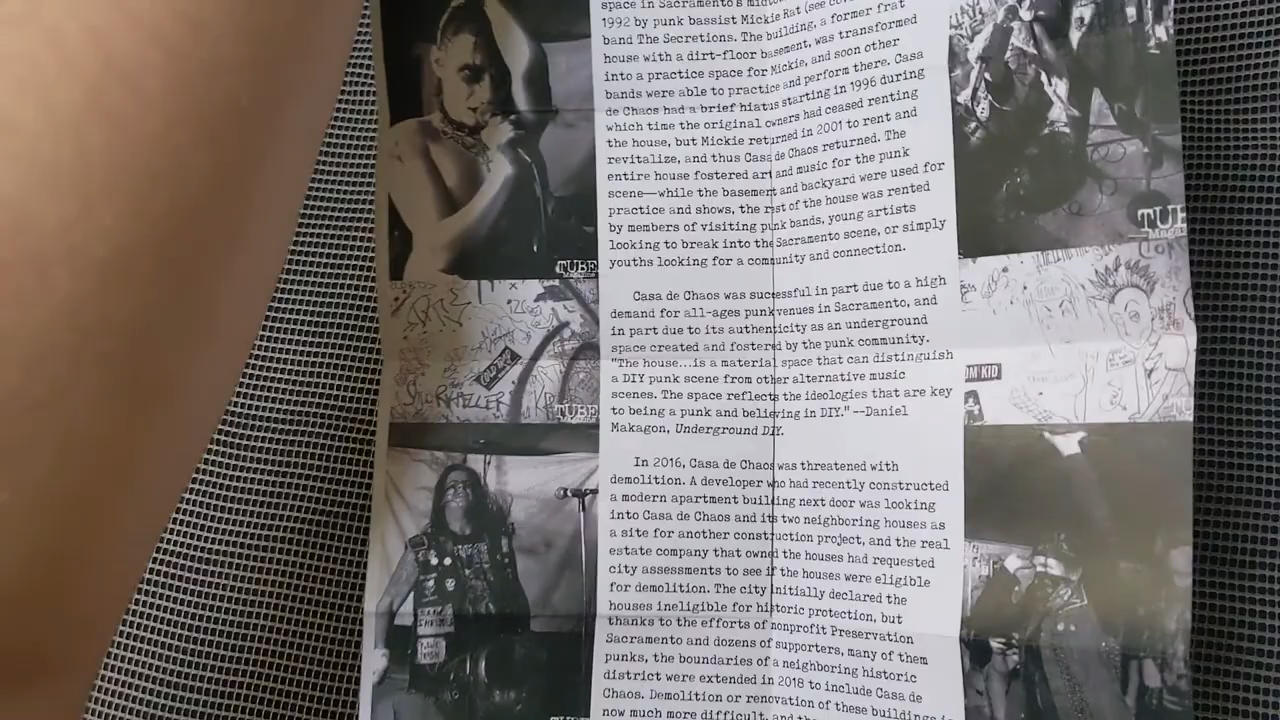 space in Sacramento's
1992 by punk bassist Mickie Rat (see
band The Secretions. The building, a former frat
house with a dirt-floor basement, was transformed
into a practice space for Mickie, and soon other
bands were able to practice and perform there. Casa
de Chaos had a brief hiatus starting in 1996 during
which time the original owners had ceased renting
the house, but Mickie returned in 2001 to rent and
revitalize, and thus Casa de Chaos returned. The
entire house fostered art and music for the punk
scene—while the basement and backyard were used for
practice and shows, the rest of the house was rented
by members of visiting punk bands, young artists
looking to break into the Sacramento scene, or simply
youths looking for a community and connection.
Casa de Chaos was successful in part due to a high
demand for all-ages punk venues in Sacramento, and
in part due to its authenticity as an underground
space created and fostered by the punk community.
"The house...is a material space that can distinguish
a DIY punk scene from other alternative music
scenes. The space reflects the ideologies that are key
to being a punk and believing in DIY." --Daniel
Makagon, Underground DIY.
In 2016, Casa de Chaos was threatened with
demolition. A developer who had recently constructed
a modern apartment building next door was looking
into Casa de Chaos and its two neighboring houses as
a site for another construction project, and the real
estate company that owned the houses had requested
city assessments to see if the houses were eligible
for demolition. The city initially declared the
houses ineligible for historic protection, but
thanks to the efforts of nonprofit Preservation
Sacramento and dozens of supporters, many of them
punks, the boundaries of a neighboring historic
district were extended in 2018 to include Casa de
Chaos. Demolition or renovation of these buildings is
now much more difficult, and
TUBE
Magazine
TUBE
Magazine
TUBE
TUB
Magazi
OM KID
TU